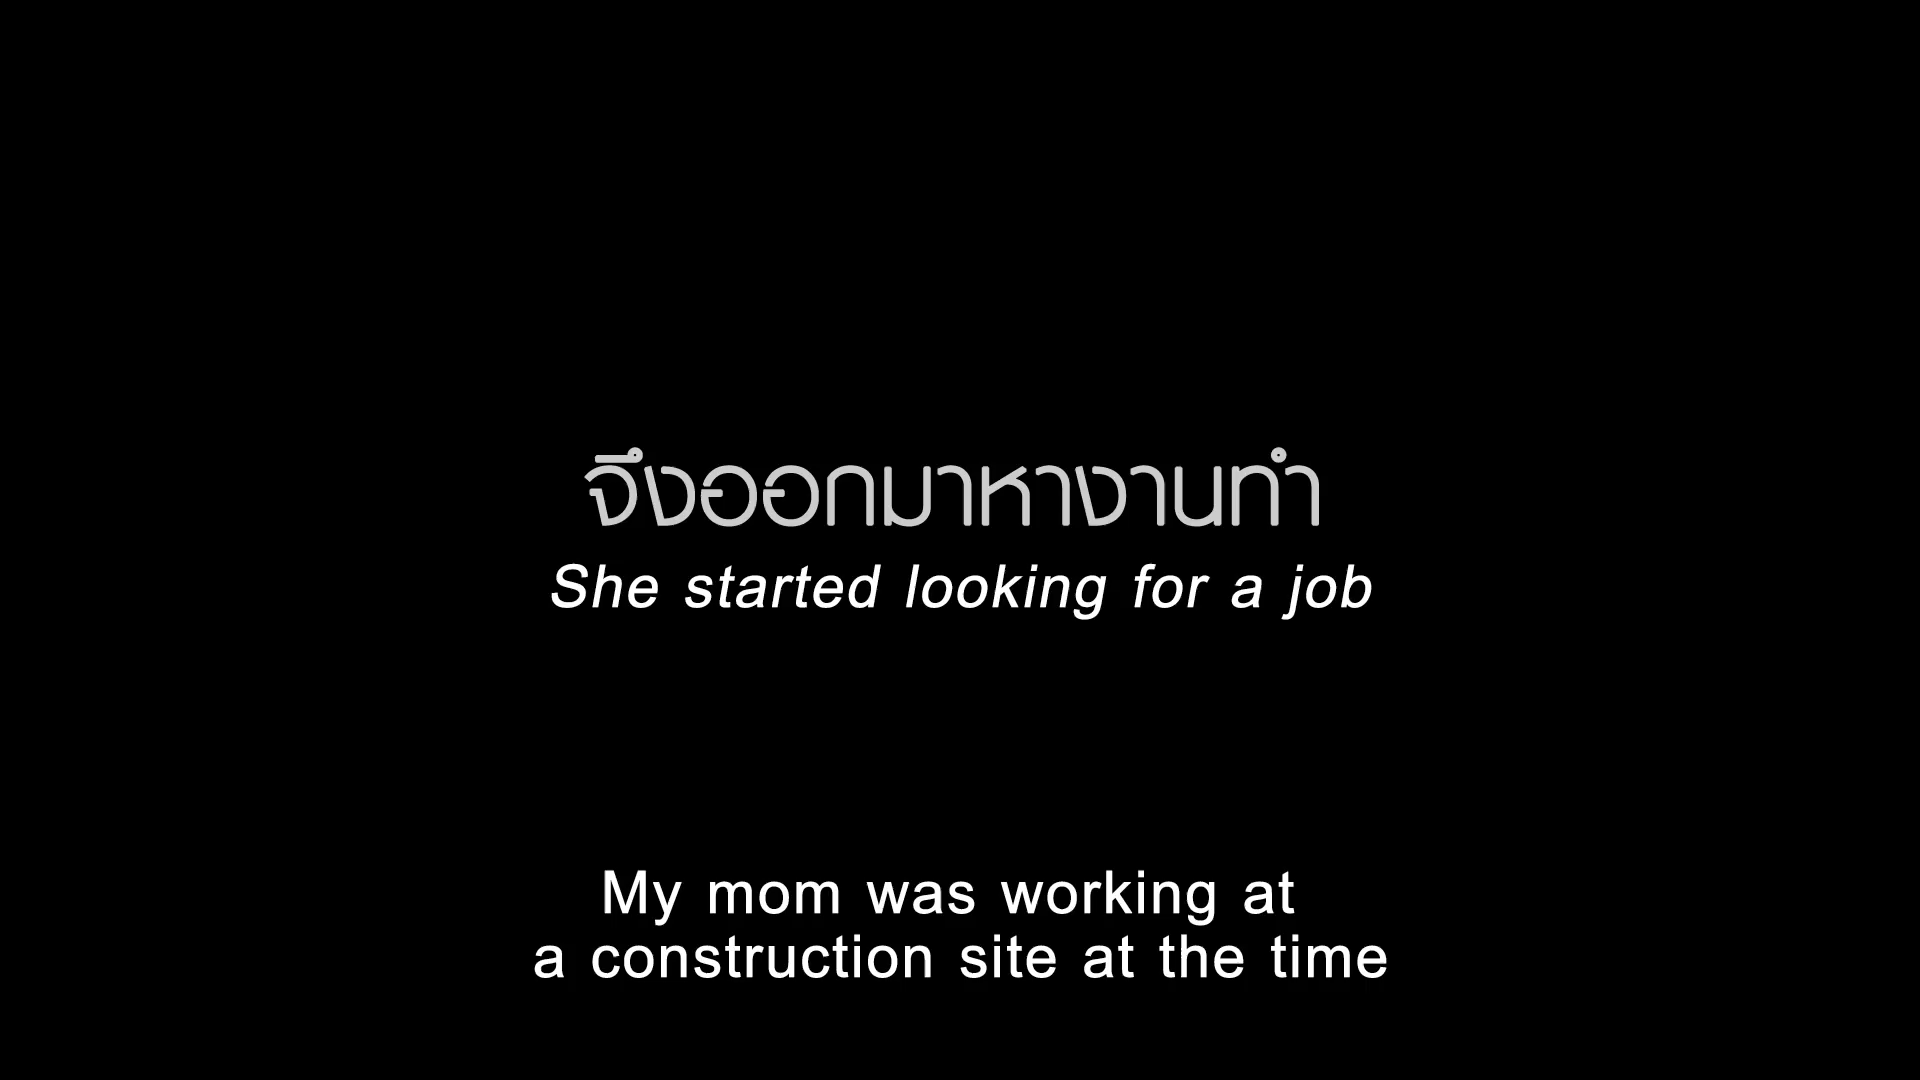 จึงออกมาหางานทำ
She started looking for a job
My mom was working at
a construction site at the time